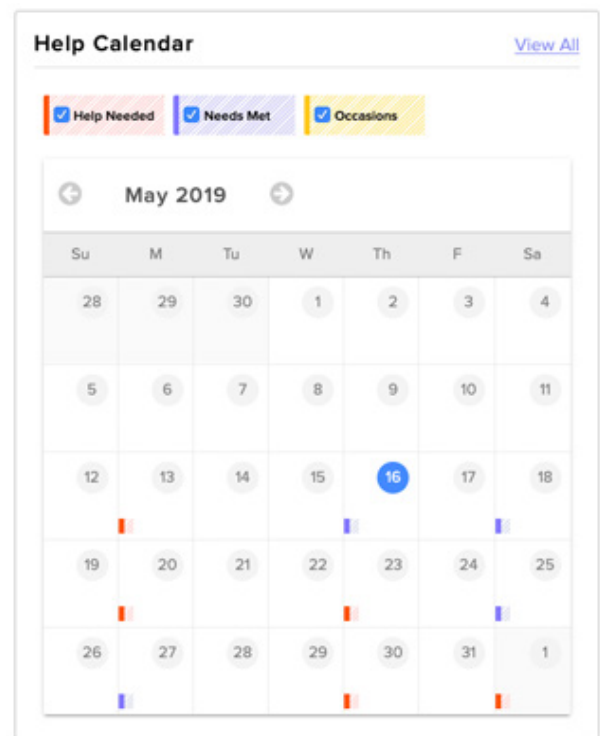 Help Calendar View All
Help Needed Needs Met Occasions
May 2019
Su M Tu W Th F Sa
28 29 30 1 2 3 4
5 6 7 8 9 10 11
12 13 14 15 16 17 18
19 20 21 22 23 24 25
26 27 28 29 30 31 1